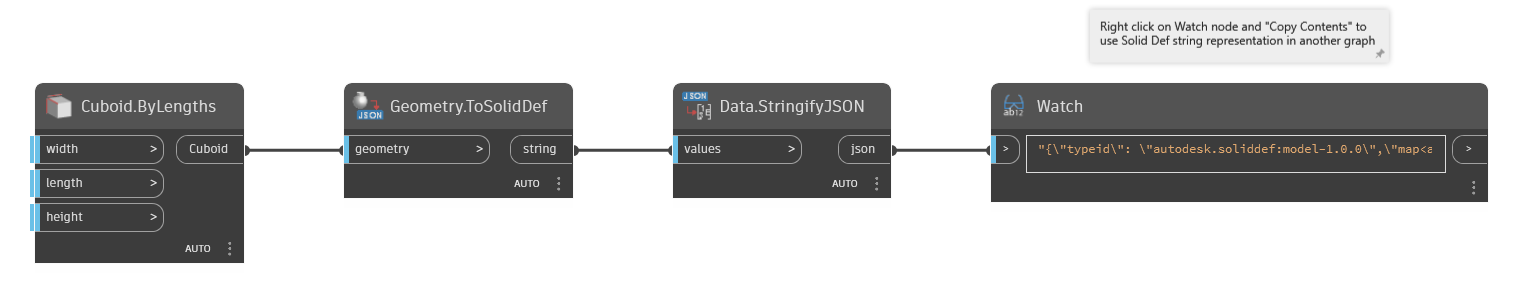 Right click on Watch node and "Copy Contents" to
use Solid Def string representation in another graph
Cuboid.ByLengths
width >
Cuboid
length >
height >
AUTO
JSON
Geometry.ToSolidDef
geometry >
string
AUTO
JSON
Data.StringifyJSON
values >
json
AUTO
ab12
Watch
>
"{\"typeid\": \"autodesk.soliddef:model-1.0.0\",\"map<a
>